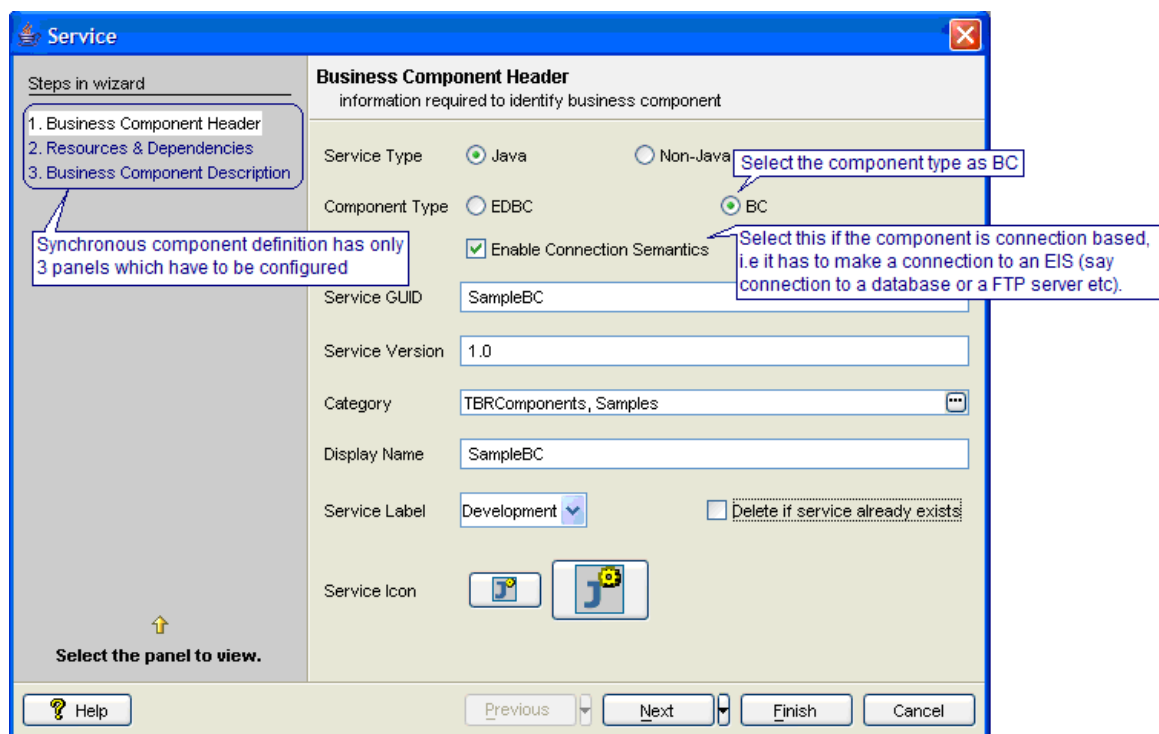 Service
Steps in wizard
1. Business Component Header
2. Resources & Dependencies
3. Business Component Description
Synchronous component definition has only
3 panels which have to be configured
Select the panel to view.
Business Component Header
information required to identify business component
Service Type
Java
Non-Java
Select the component type as BC
Component Type
EDBC
BC
Enable Connection Semantics
Select this if the component is connection based,
i.e it has to make a connection to an EIS (say
connection to a database or a FTP server etc).
Service GUID
SampleBC
Service Version
1.0
Category
TBRComponents, Samples
Display Name
SampleBC
Service Label
Development
Delete if service already exists
Service Icon
J
J
Help
Previous
Next
Finish
Cancel